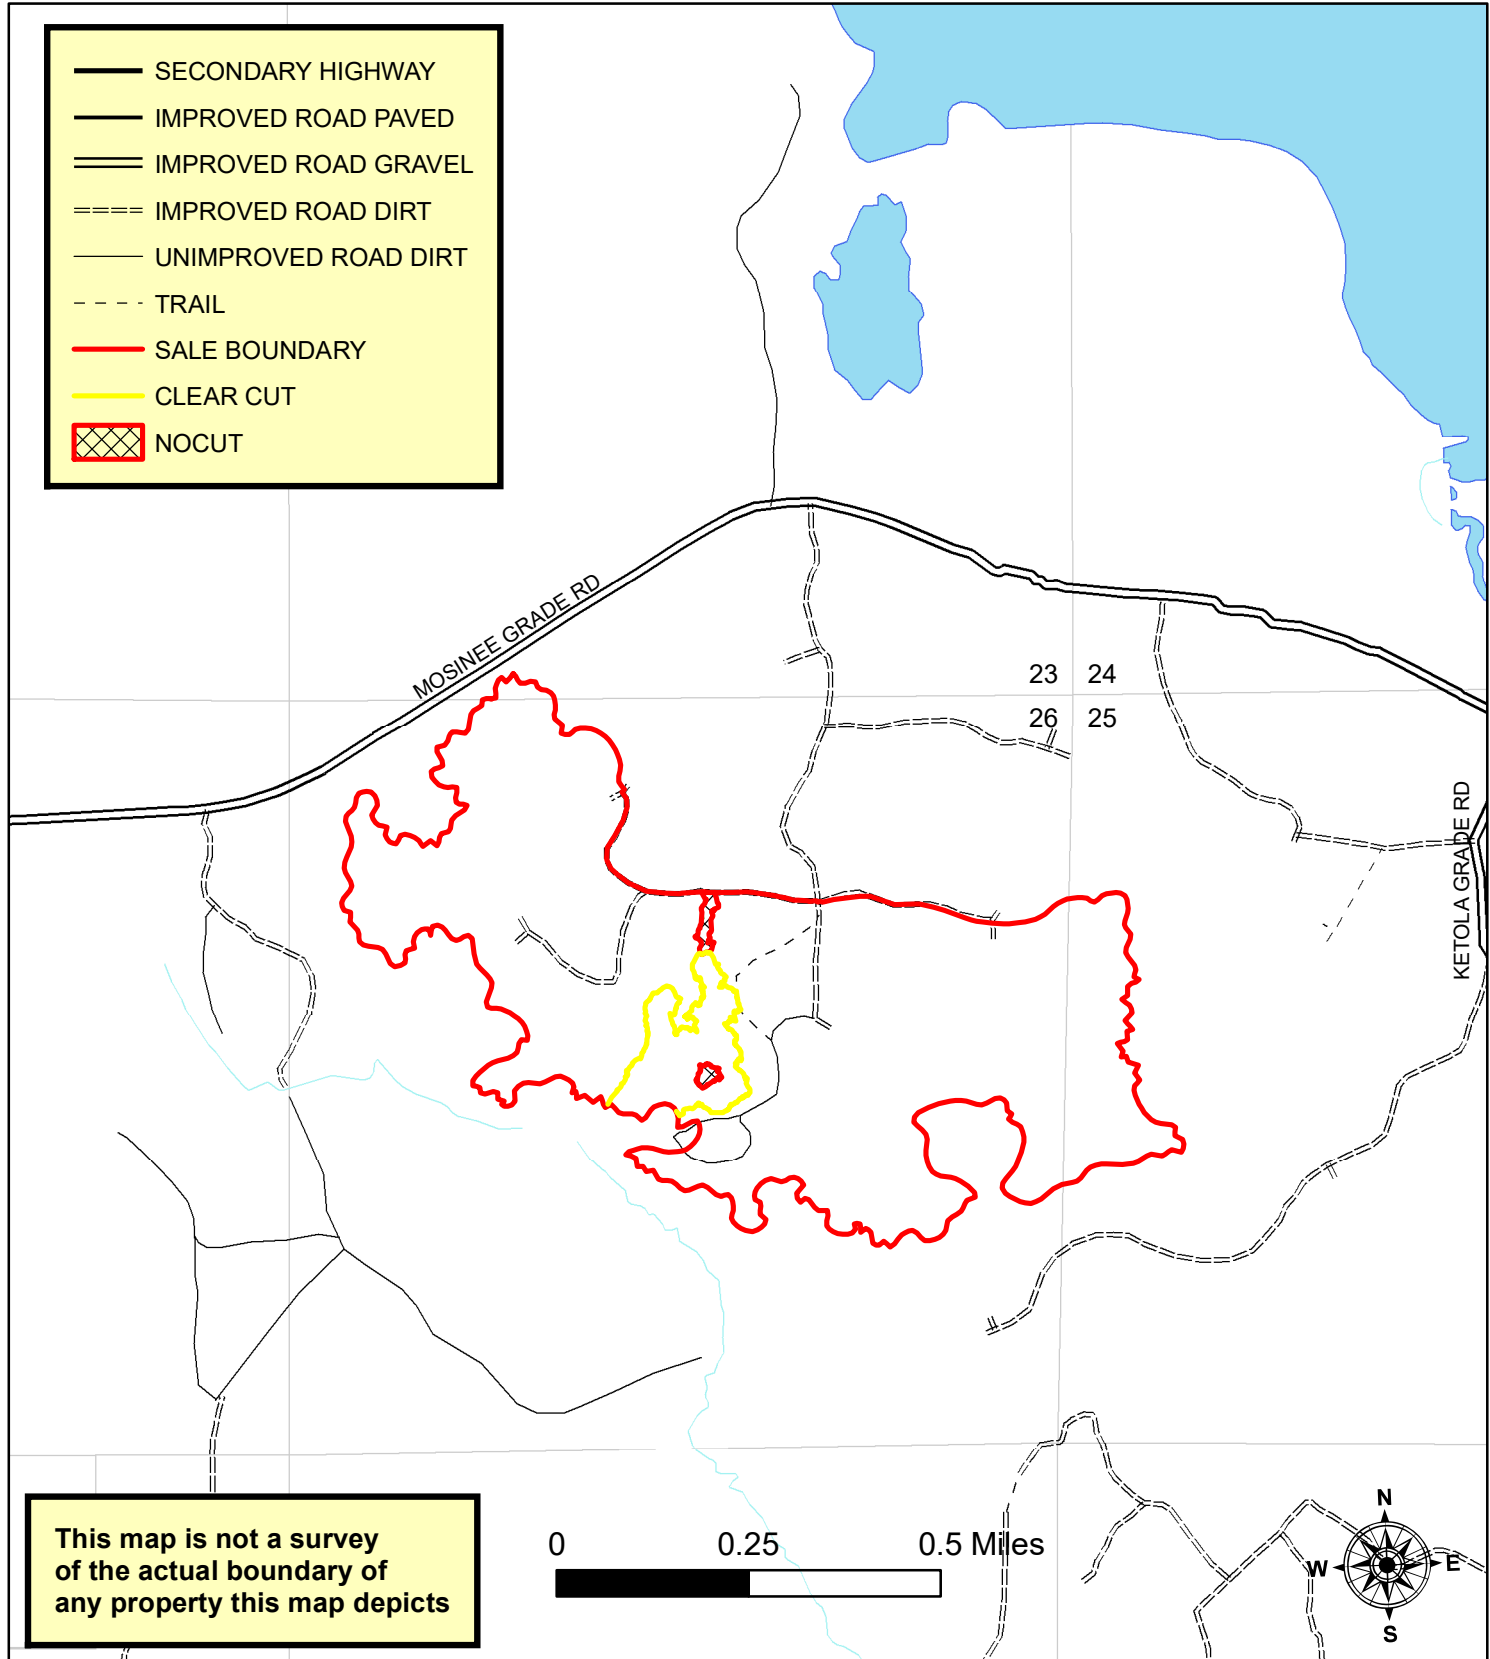 SECONDARY HIGHWAY
IMPROVED ROAD PAVED
IMPROVED ROAD GRAVEL
IMPROVED ROAD DIRT
UNIMPROVED ROAD DIRT
TRAIL
SALE BOUNDARY
CLEAR CUT
NOCUT
MOSINEE GRADE RD
23 24
26 25
KETOLA GRADE RD
This map is not a survey
of the actual boundary of
any property this map depicts
0 0.25 0.5 Miles
N
W E
S